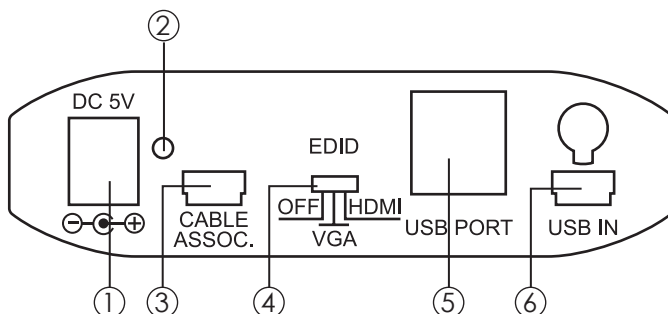 ②
DC 5V
EDID
OFF HDMI
VGA
CABLE
ASSOC.
USB PORT
USB IN
① ③ ④ ⑤ ⑥